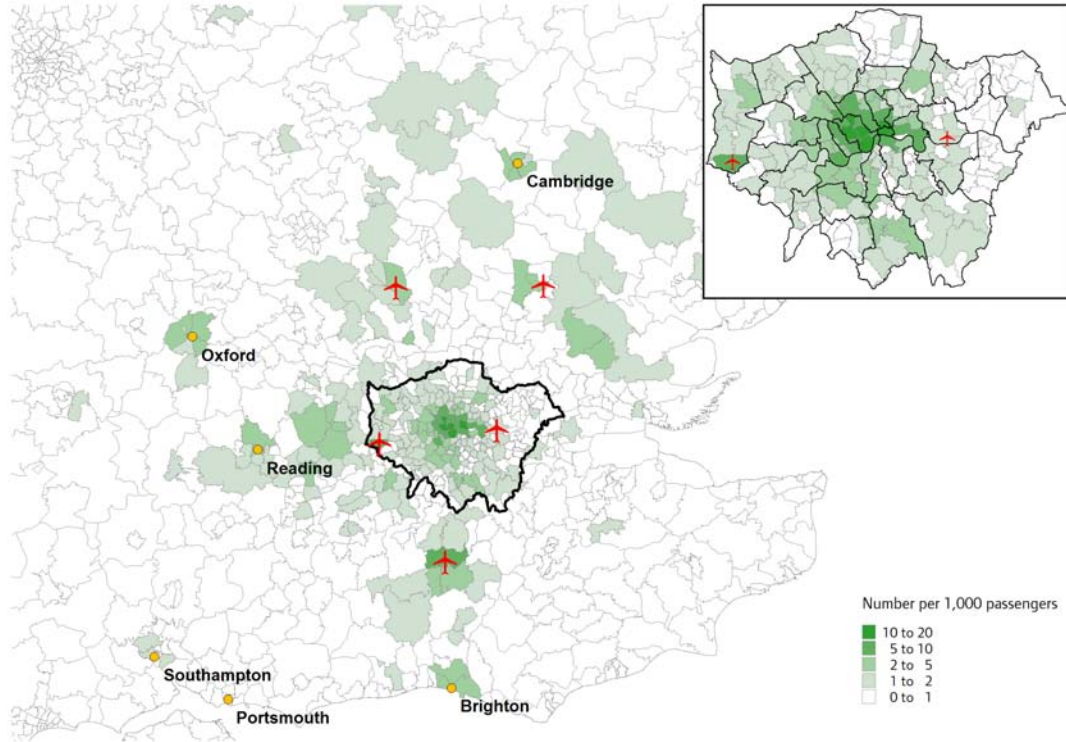 Cambridge
Oxford
Reading
Southampton
Portsmouth
Brighton
Number per 1,000 passengers
10 to 20
5 to 10
2 to 5
1 to 2
0 to 1